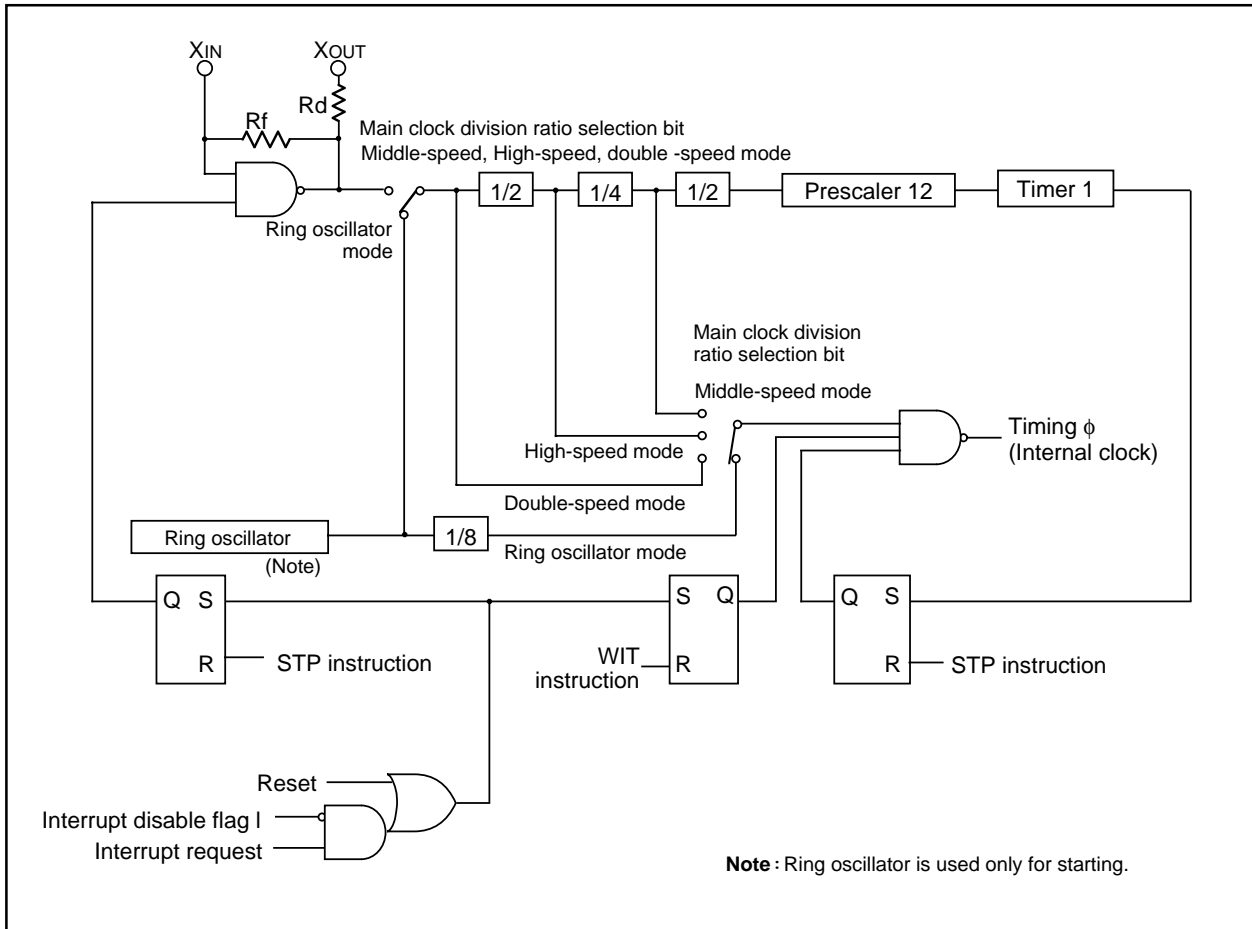 XIN
XOUT
Rd
Rf
Main clock division ratio selection bit
Middle-speed, High-speed, double -speed mode
1/2
1/4
1/2
Prescaler 12
Timer 1
Ring oscillator
mode
Main clock division
ratio selection bit
Middle-speed mode
Timing ϕ
(Internal clock)
High-speed mode
Double-speed mode
Ring oscillator
(Note)
1/8
Ring oscillator mode
Q S
R
STP instruction
S Q
R
WIT
instruction
Q S
R
STP instruction
Reset
Interrupt disable flag I
Interrupt request
Note : Ring oscillator is used only for starting.